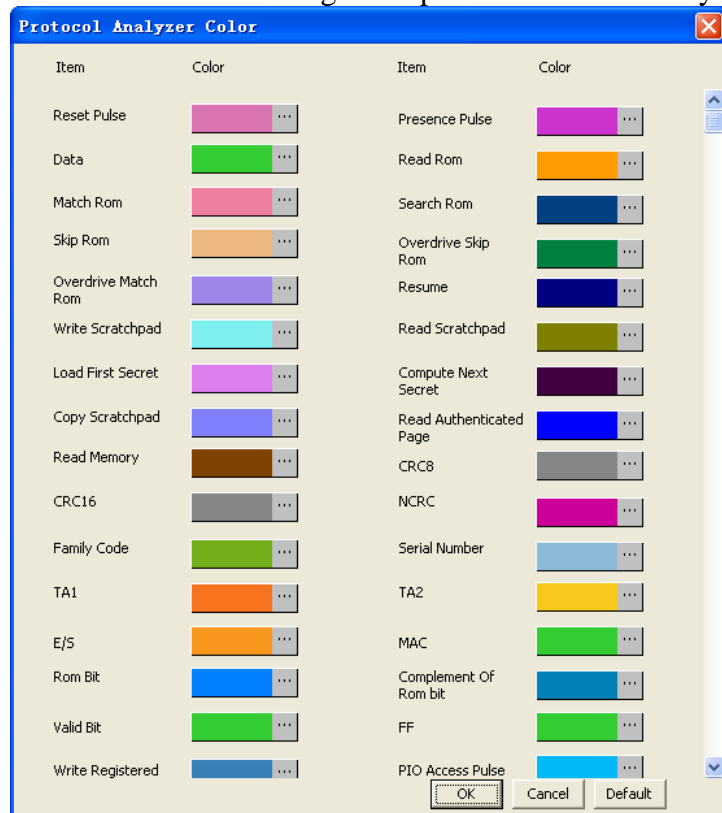 Protocol Analyzer Color
Item Color Item Color
Reset Pulse ... Presence Pulse ...
Data ... Read Rom ...
Match Rom ... Search Rom ...
Skip Rom ... Overdrive Skip
Rom ...
Overdrive Match
Rom ... Resume ...
Write Scratchpad ... Read Scratchpad ...
Load First Secret ... Compute Next
Secret ...
Copy Scratchpad ... Read Authenticated
Page ...
Read Memory ... CRC8 ...
CRC16 ... NCRC ...
Family Code ... Serial Number ...
TA1 ... TA2 ...
E/S ... MAC ...
Rom Bit ... Complement Of
Rom bit ...
Valid Bit ... FF ...
Write Registered ... PIO Access Pulse ...
OK Cancel Default